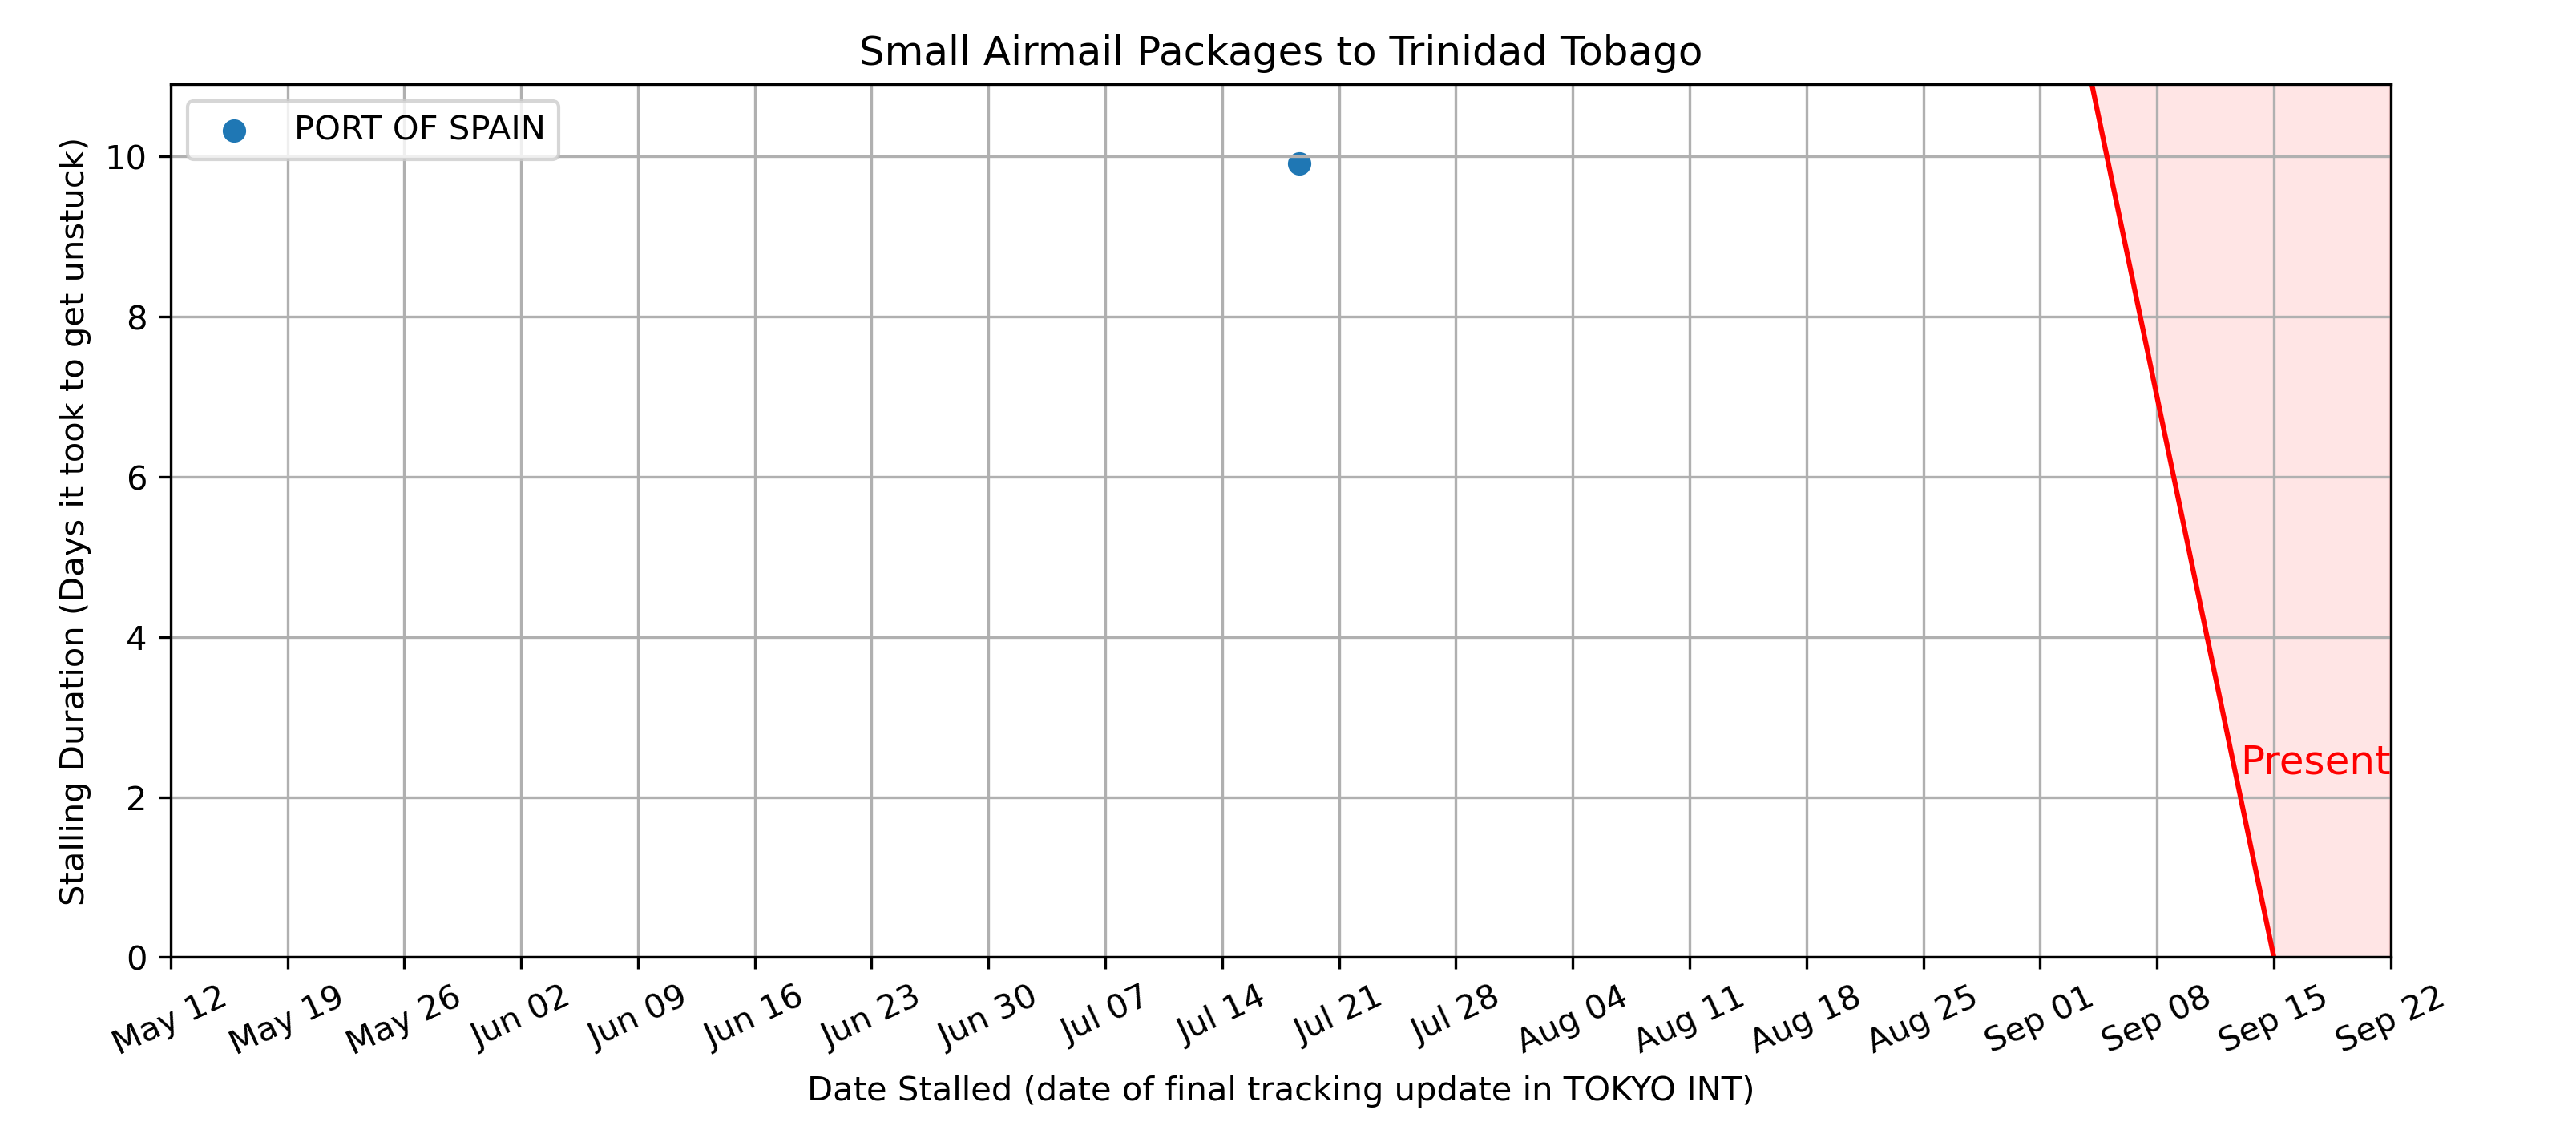 Small Airmail Packages to Trinidad Tobago
PORT OF SPAIN
Stalling Duration (Days it took to get unstuck)
10
8
6
4
2
0
Present
May 12
May 19
May 26
Jun 02
Jun 09
Jun 16
Jun 23
Jun 30
Jul 07
Jul 14
Jul 21
Jul 28
Aug 04
Aug 11
Aug 18
Aug 25
Sep 01
Sep 08
Sep 15
Sep 22
Date Stalled (date of final tracking update in TOKYO INT)